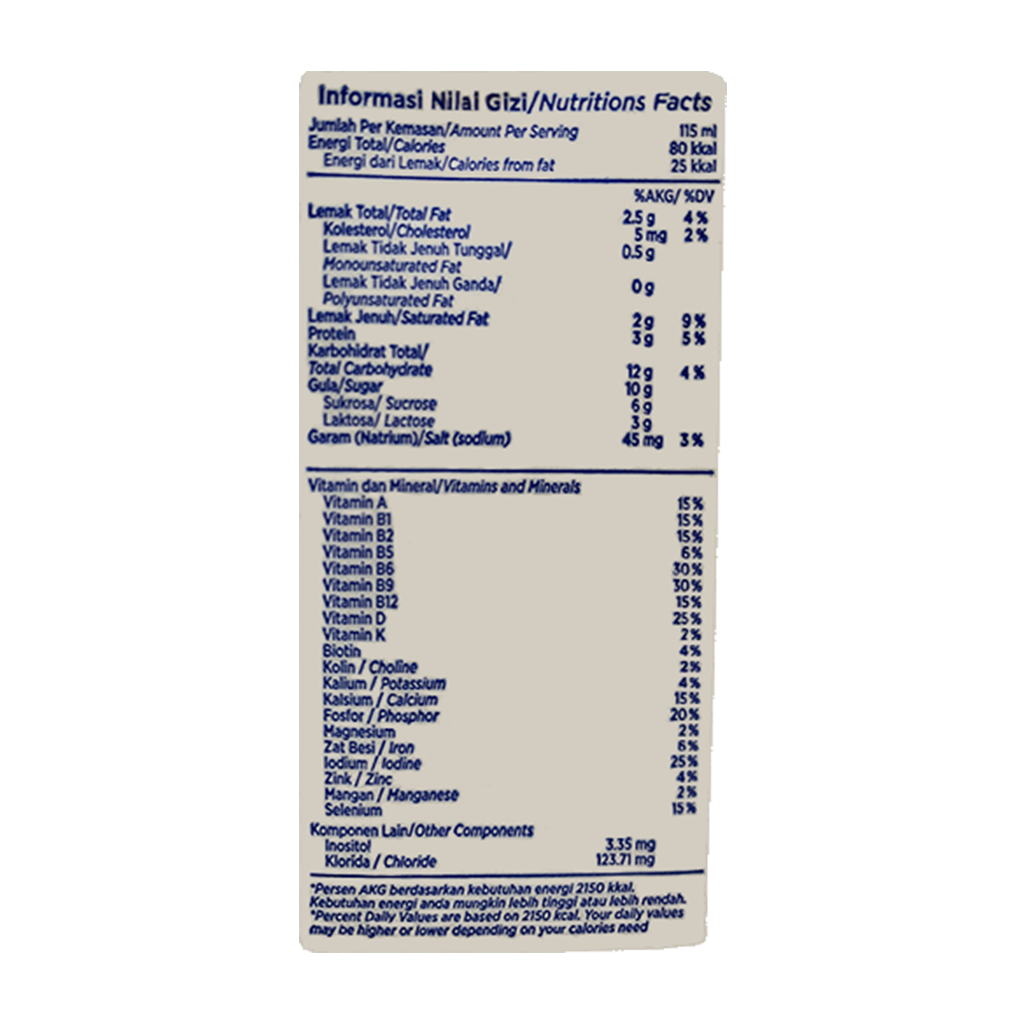 Informasi Nilai Gizi/Nutritions Facts
Jumlah Per Kemasan/Amount Per Serving 115 ml
Energi Total/Calories 80 kkal
Energi dari Lemak/Calories from fat 25 kkal
%AKG/ %DV
Lemak Total/Total Fat 2.5 g 4%
Kolesterol/Cholesterol 5 mg 2%
Lemak Tidak Jenuh Tunggal/ 0.5 g
Monounsaturated Fat
Lemak Tidak Jenuh Ganda/ 0 g
Polyunsaturated Fat
Lemak Jenuh/Saturated Fat 2 g 9%
Protein 3 g 5%
Karbohidrat Total/
Total Carbohydrate 12 g 4%
Gula/Sugar 10 g
Sukrosa/ Sucrose 6 g
Laktosa/ Lactose 3 g
Garam (Natrium)/Salt (sodium) 45 mg 3%
Vitamin dan Mineral/Vitamins and Minerals
Vitamin A 15%
Vitamin B1 15%
Vitamin B2 15%
Vitamin B5 6%
Vitamin B6 30%
Vitamin B9 30%
Vitamin B12 15%
Vitamin D 25%
Vitamin K 2%
Biotin 4%
Kolin / Choline 2%
Kalium / Potassium 4%
Kalsium / Calcium 15%
Fosfor / Phosphor 20%
Magnesium 2%
Zat Besi / Iron 6%
Iodium / Iodine 25%
Zink / Zinc 4%
Mangan / Manganese 2%
Selenium 15%
Komponen Lain/Other Components
Inositol 3.35 mg
Klorida / Chloride 123.71 mg
*Persen AKG berdasarkan kebutuhan energi 2150 kkal.
Kebutuhan energi anda mungkin lebih tinggi atau lebih rendah.
*Percent Daily Values are based on 2150 kcal. Your daily values
may be higher or lower depending on your calories need